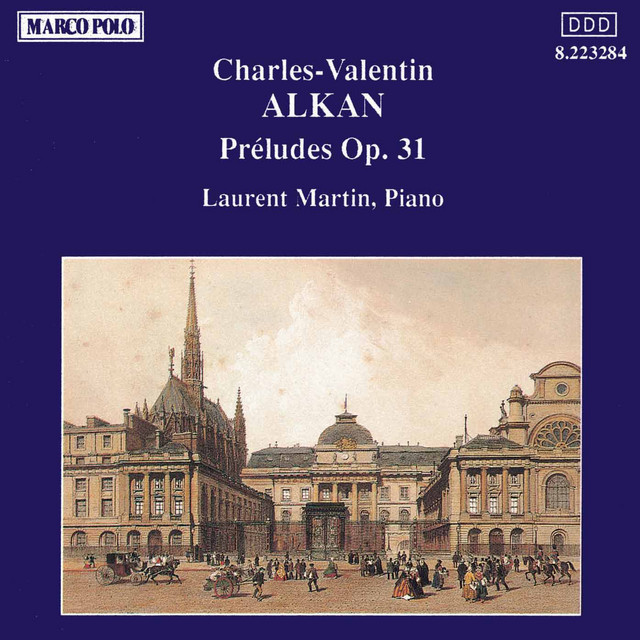 MARCO POLO
DDD
8.223284
Charles-Valentin
ALKAN
Préludes Op. 31
Laurent Martin, Piano